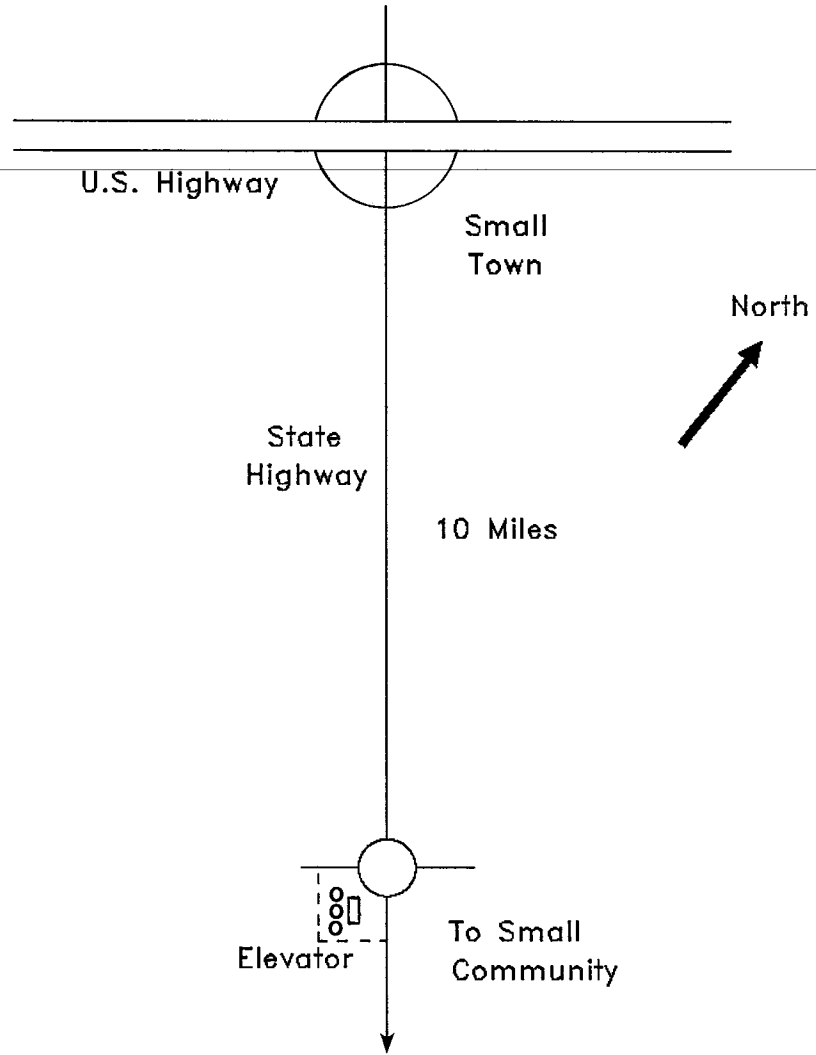 U.S. Highway
Small
Town
North
State
Highway
10 Miles
Elevator
To Small
Community